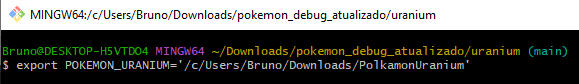 MINGW64:/c/Users/Bruno/Downloads/pokemon_debug_atualizado/uranium
Bruno@DESKTOP-H5VTDO4 MINGW64 ~/Downloads/pokemon_debug_atualizado/uranium (main)
$ export POKEMON_URANIUM='/c/Users/Bruno/Downloads/PolkamonUranium'